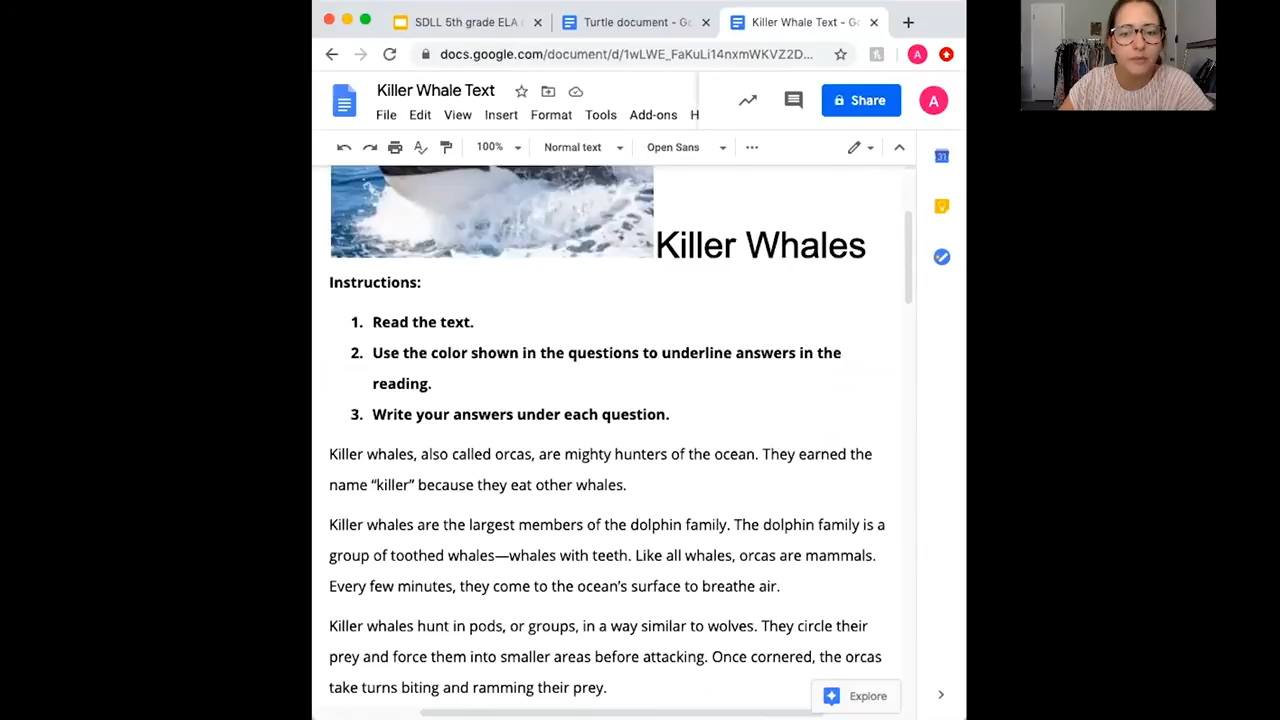 SDLL 5th grade ELA
Turtle document - Go
Killer Whale Text - Go
docs.google.com/document/d/1wLWE_FaKuLi14nxmWKVZ2D...
A
Killer Whale Text
Share
A
File Edit View Insert Format Tools Add-ons H
100% Normal text Open Sans
31
Killer Whales
Instructions:
1. Read the text.
2. Use the color shown in the questions to underline answers in the
reading.
3. Write your answers under each question.
Killer whales, also called orcas, are mighty hunters of the ocean. They earned the
name “killer” because they eat other whales.
Killer whales are the largest members of the dolphin family. The dolphin family is a
group of toothed whales—whales with teeth. Like all whales, orcas are mammals.
Every few minutes, they come to the ocean’s surface to breathe air.
Killer whales hunt in pods, or groups, in a way similar to wolves. They circle their
prey and force them into smaller areas before attacking. Once cornered, the orcas
take turns biting and ramming their prey.
Explore